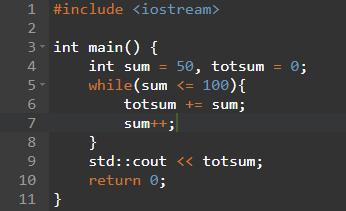 1 #include <iostream>
2
3 int main() {
4     int sum = 50, totsum = 0;
5     while(sum <= 100){
6         totsum += sum;
7         sum++;
8     }
9     std::cout << totsum;
10     return 0;
11 }